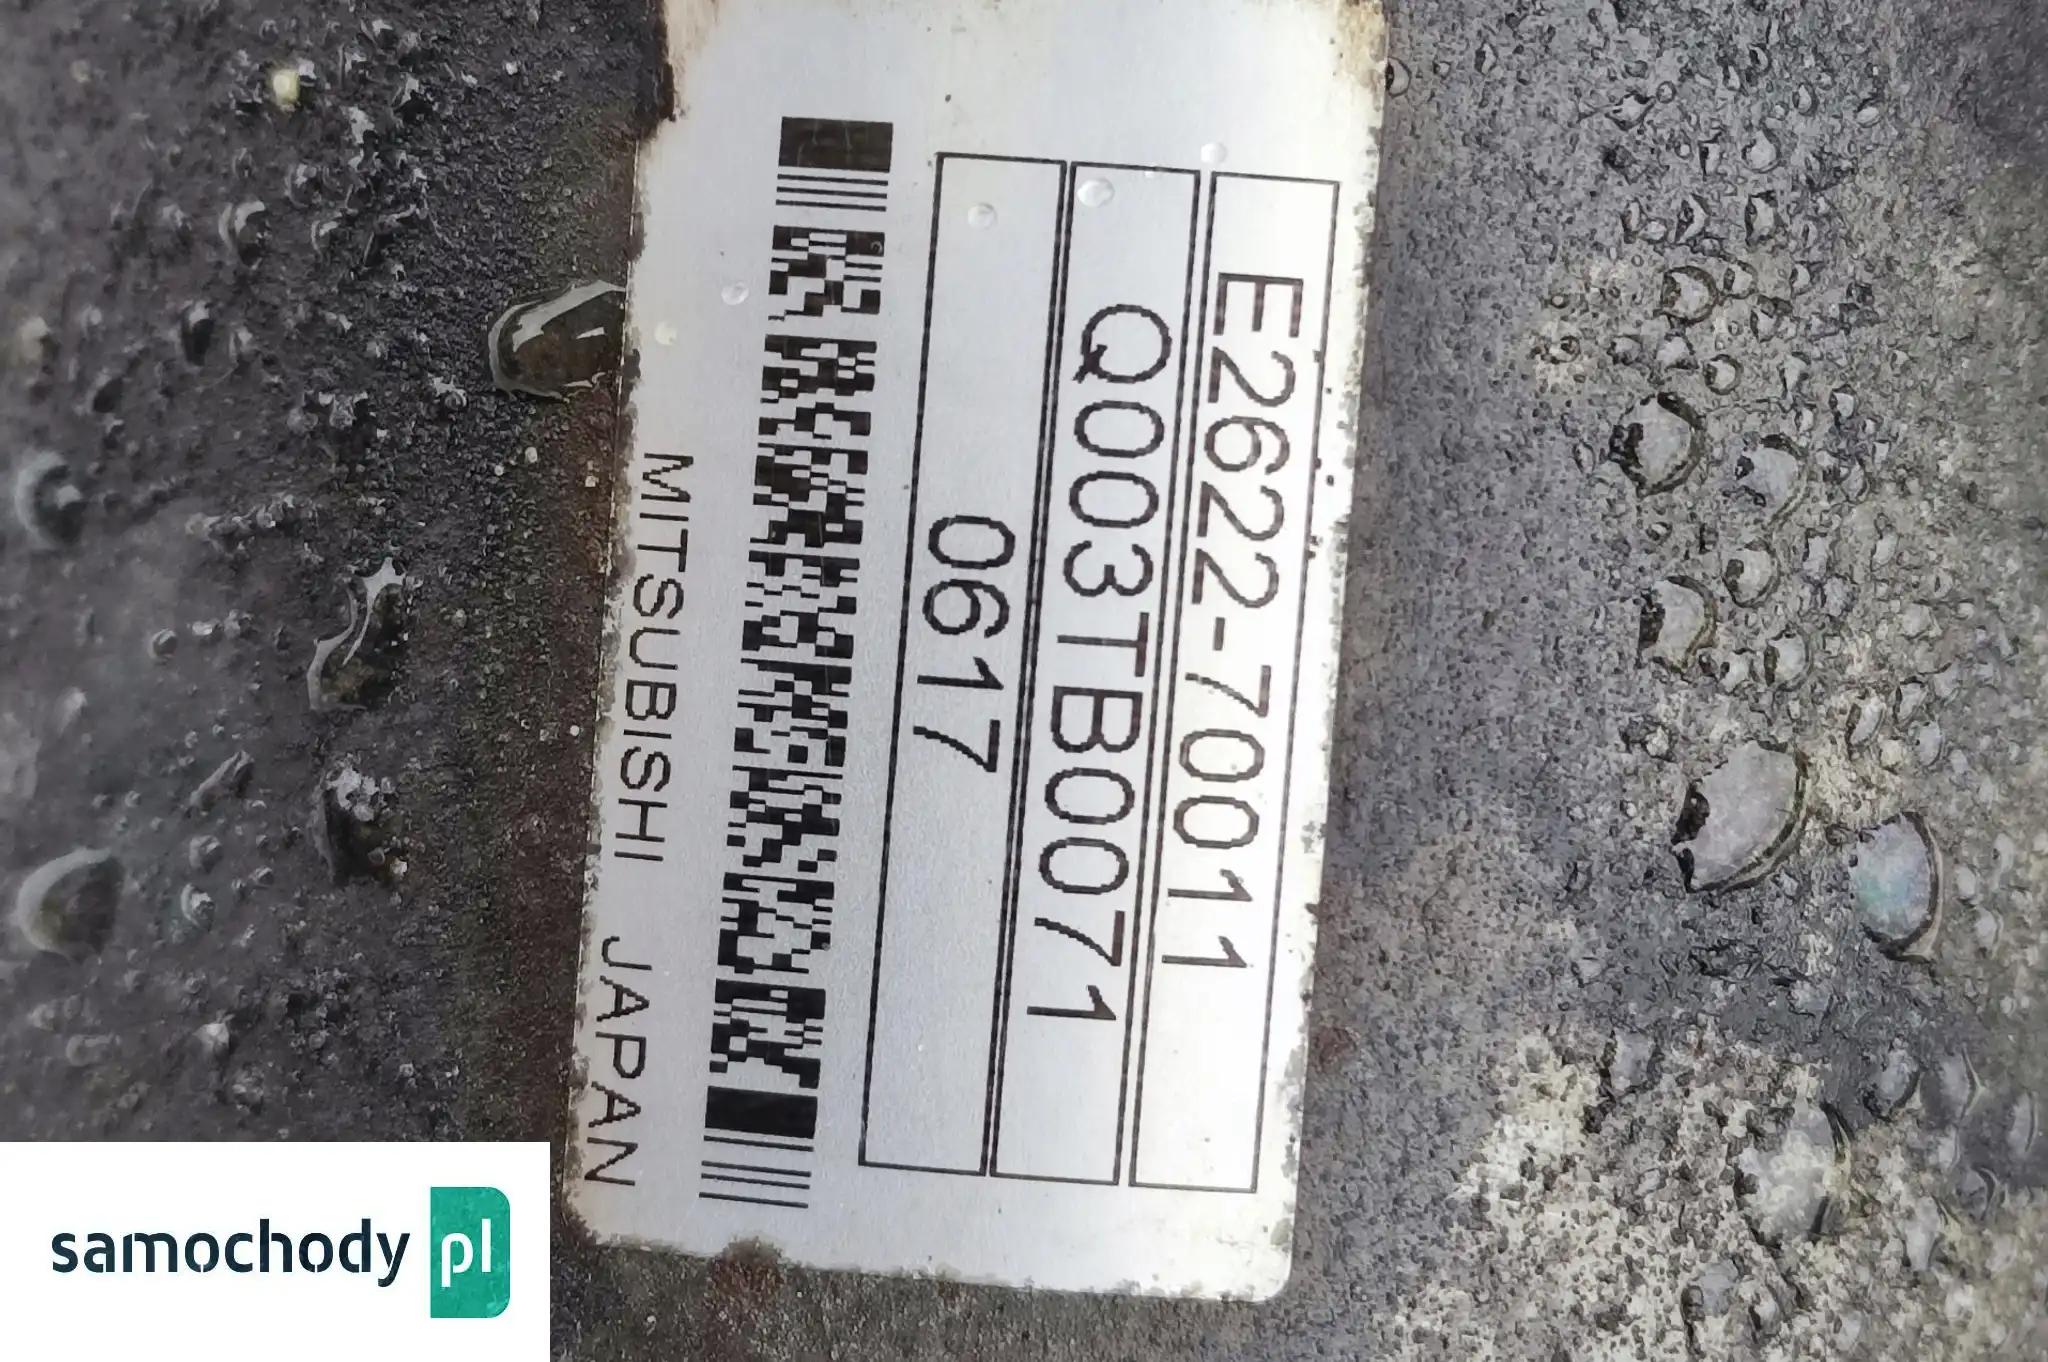 E2622-70011
Q003TB0071
0617
MITSUBISHI JAPAN
samochody pl